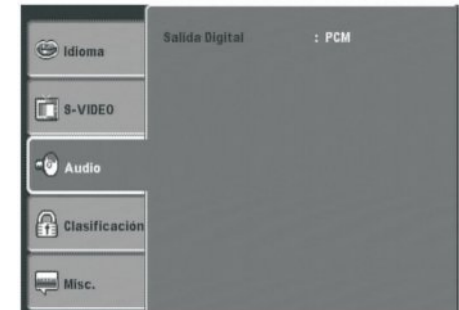 Idioma
Salida Digital : PCM
S-VIDEO
Audio
Clasificación
Misc.